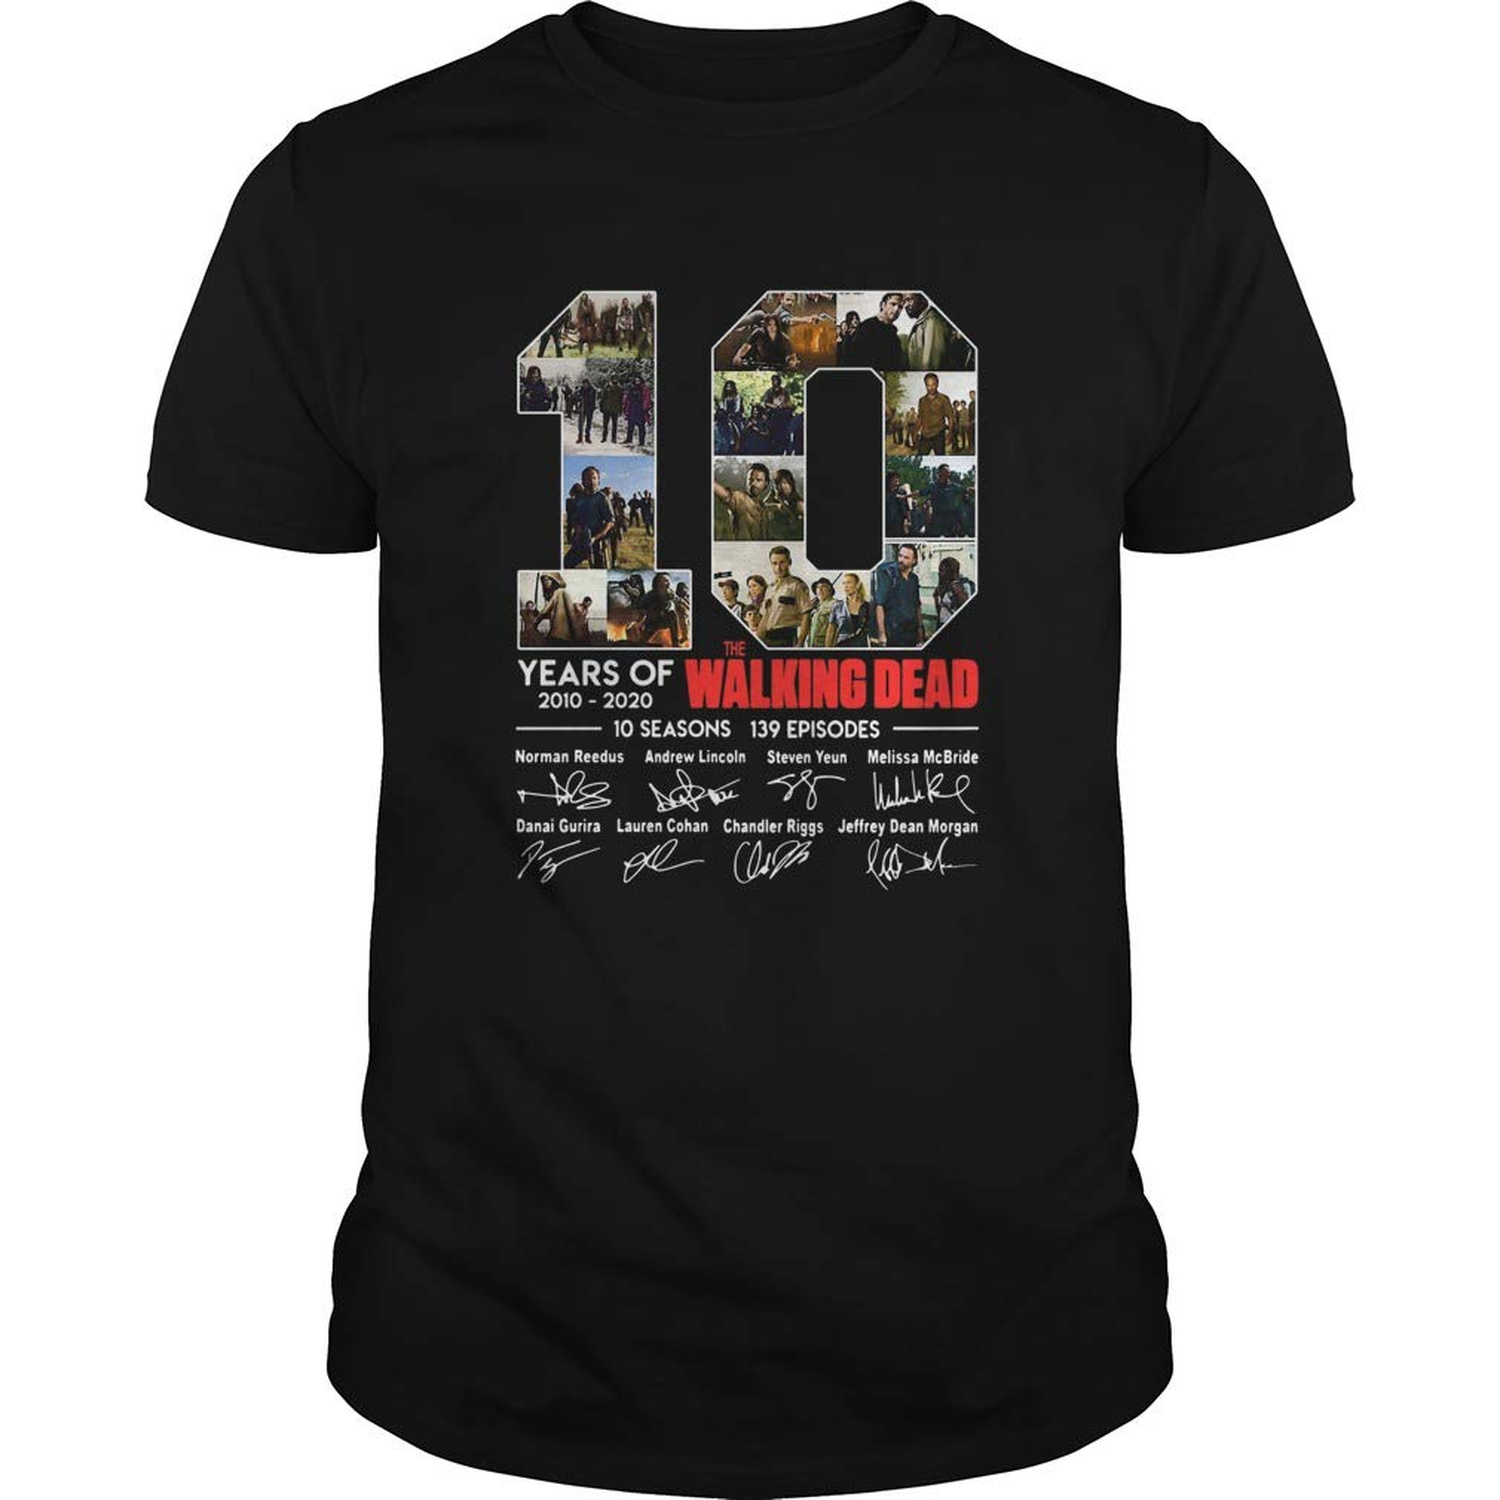 10
THE
YEARS OF WALKING DEAD
2010 - 2020
10 SEASONS 139 EPISODES
Norman Reedus Andrew Lincoln Steven Yeun Melissa McBride
Danai Gurira Lauren Cohan Chandler Riggs Jeffrey Dean Morgan